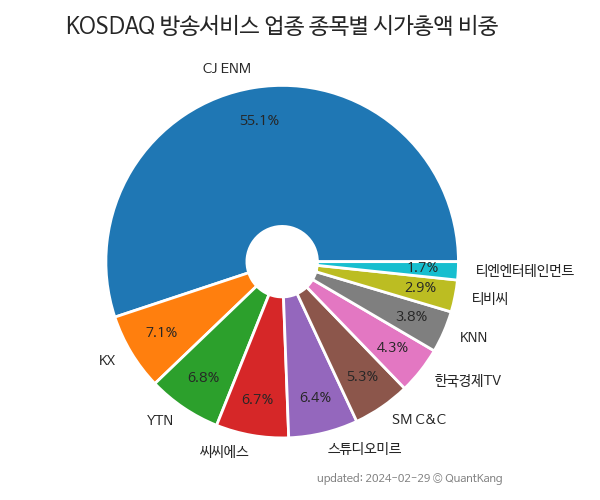 KOSDAQ 방송서비스 업종 종목별 시가총액 비중
CJ ENM
55.1%
KX
7.1%
YTN
6.8%
씨씨에스
6.7%
스튜디오미르
6.4%
SM C&C
5.3%
한국경제TV
4.3%
KNN
3.8%
티비씨
2.9%
티엔엔터테인먼트
1.7%
updated: 2024-02-29 © QuantKang